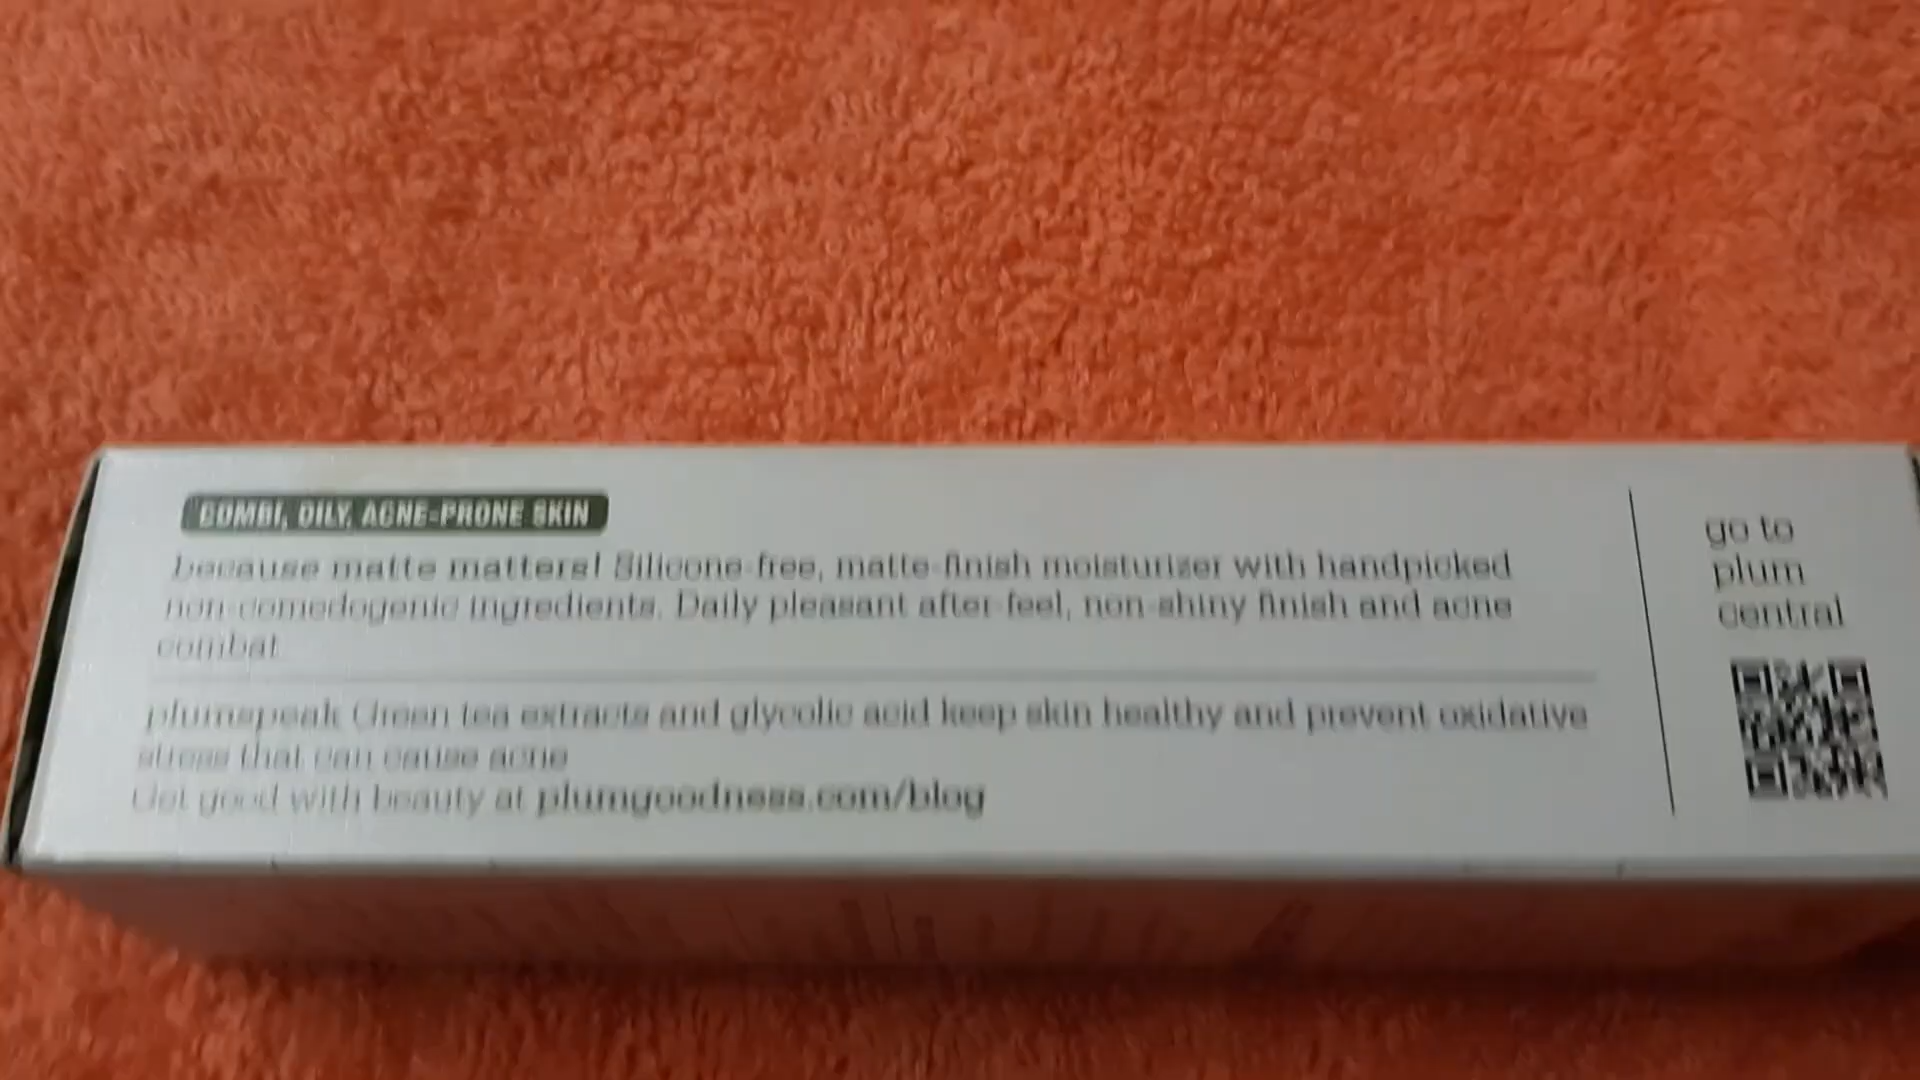 COMBI, OILY, ACNE-PRONE SKIN
because matte matters! Silicone-free, matte-finish moisturizer with handpicked
non-comedogenic ingredients. Daily pleasant after-feel, non-shiny finish and acne
combat
plumspeak Green tea extracts and glycolic acid keep skin healthy and prevent oxidative
stress that can cause acne
Get good with beauty at plumgoodness.com/blog
go to
plum
central